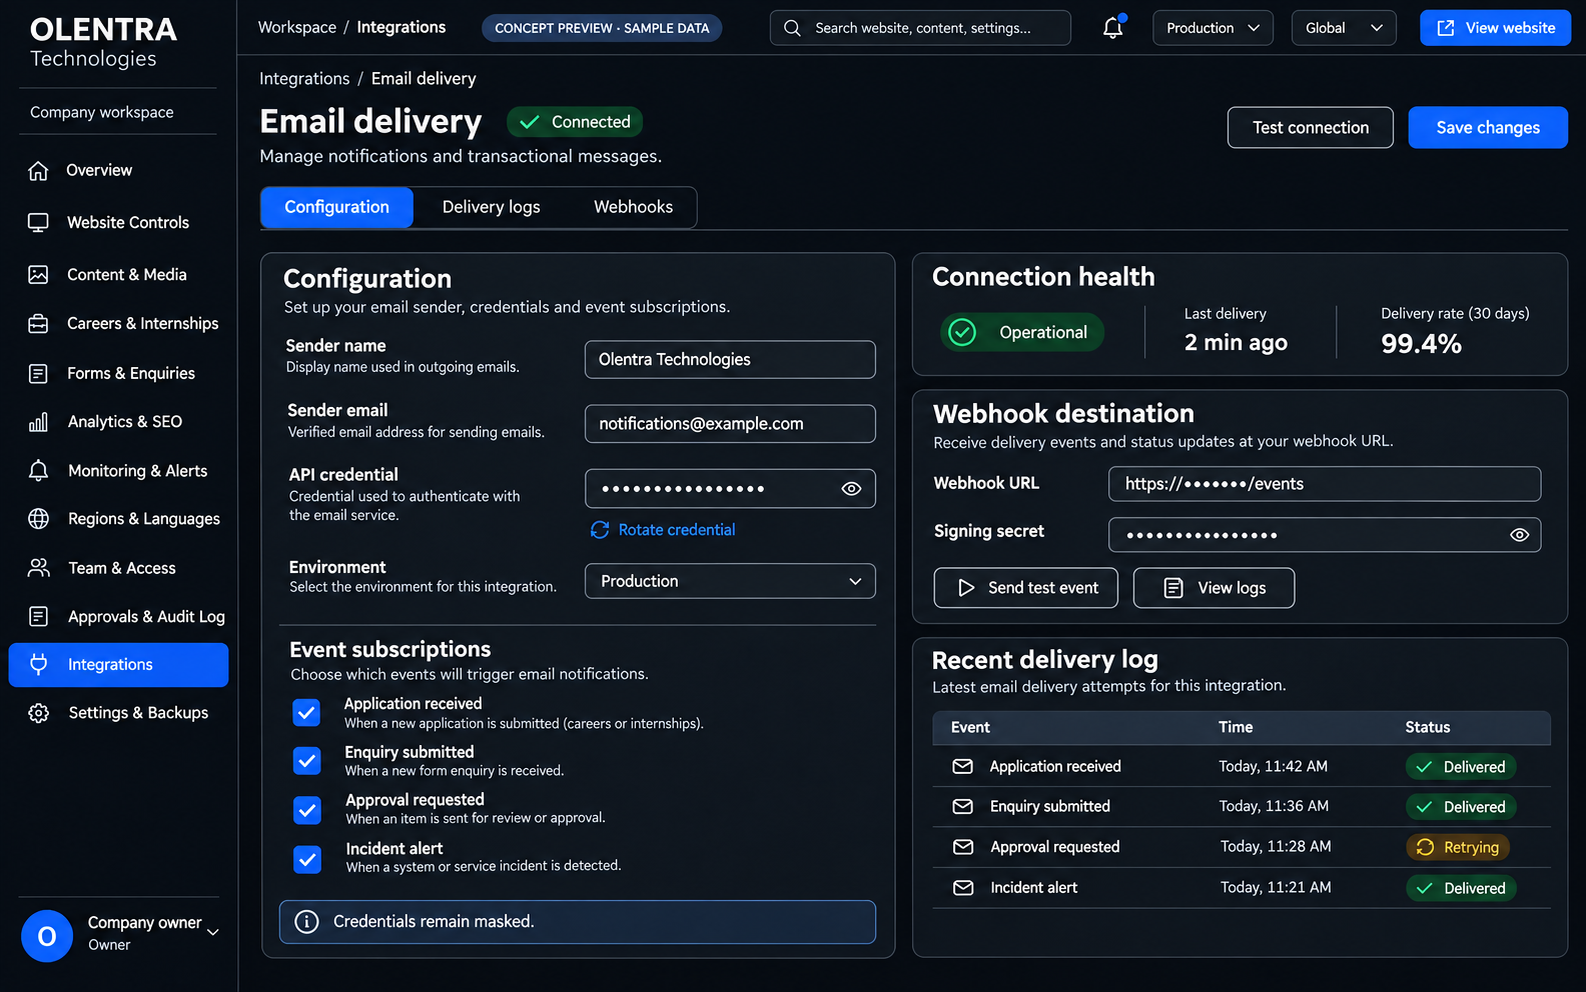 OLENTRA
Technologies
Company workspace
Overview
Website Controls
Content & Media
Careers & Internships
Forms & Enquiries
Analytics & SEO
Monitoring & Alerts
Regions & Languages
Team & Access
Approvals & Audit Log
Integrations
Settings & Backups
O
Company owner
Owner
Workspace / Integrations
CONCEPT PREVIEW · SAMPLE DATA
Search website, content, settings...
Production
Global
View website
Integrations / Email delivery
Email delivery
Connected
Manage notifications and transactional messages.
Test connection
Save changes
Configuration
Delivery logs
Webhooks
Configuration
Set up your email sender, credentials and event subscriptions.
Sender name
Display name used in outgoing emails.
Olentra Technologies
Sender email
Verified email address for sending emails.
notifications@example.com
API credential
Credential used to authenticate with
the email service.
••••••••••••••••
Rotate credential
Environment
Select the environment for this integration.
Production
Event subscriptions
Choose which events will trigger email notifications.
Application received
When a new application is submitted (careers or internships).
Enquiry submitted
When a new form enquiry is received.
Approval requested
When an item is sent for review or approval.
Incident alert
When a system or service incident is detected.
Credentials remain masked.
Connection health
Operational
Last delivery
2 min ago
Delivery rate (30 days)
99.4%
Webhook destination
Receive delivery events and status updates at your webhook URL.
Webhook URL
https://•••••••/events
Signing secret
••••••••••••••••
Send test event
View logs
Recent delivery log
Latest email delivery attempts for this integration.
Event Time Status
Application received Today, 11:42 AM Delivered
Enquiry submitted Today, 11:36 AM Delivered
Approval requested Today, 11:28 AM Retrying
Incident alert Today, 11:21 AM Delivered